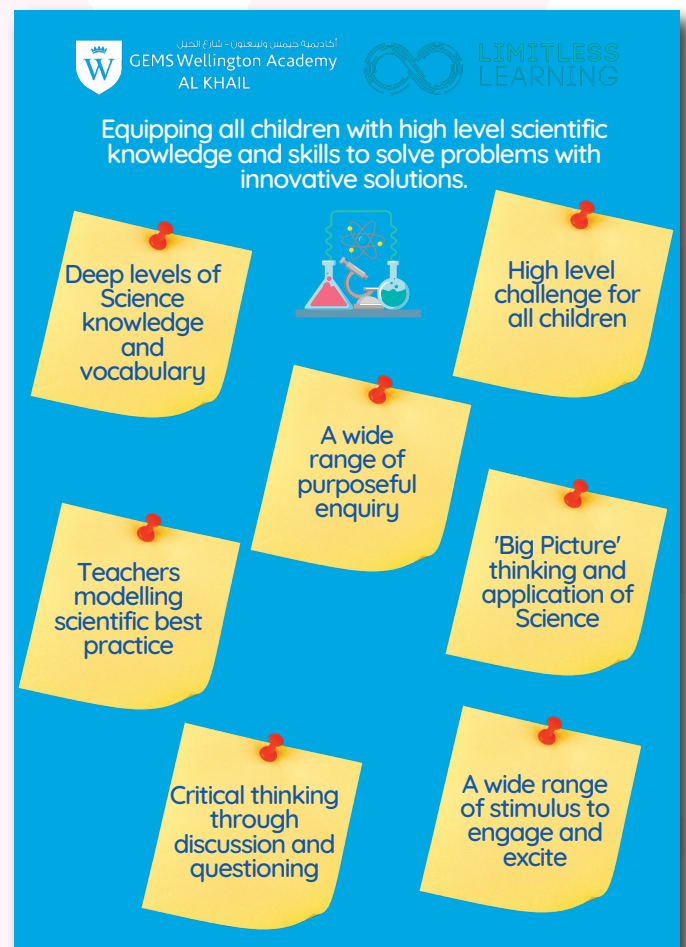 أكاديمية جيمس ولينغتون - شارع الخيل
W
GEMS Wellington Academy
AL KHAIL
LIMITLESS
LEARNING
Equipping all children with high level scientific
knowledge and skills to solve problems with
innovative solutions.
Deep levels of
Science
knowledge
and
vocabulary
High level
challenge for
all children
A wide
range of
purposeful
enquiry
Teachers
modelling
scientific best
practice
'Big Picture'
thinking and
application of
Science
Critical thinking
through
discussion and
questioning
A wide range
of stimulus to
engage and
excite